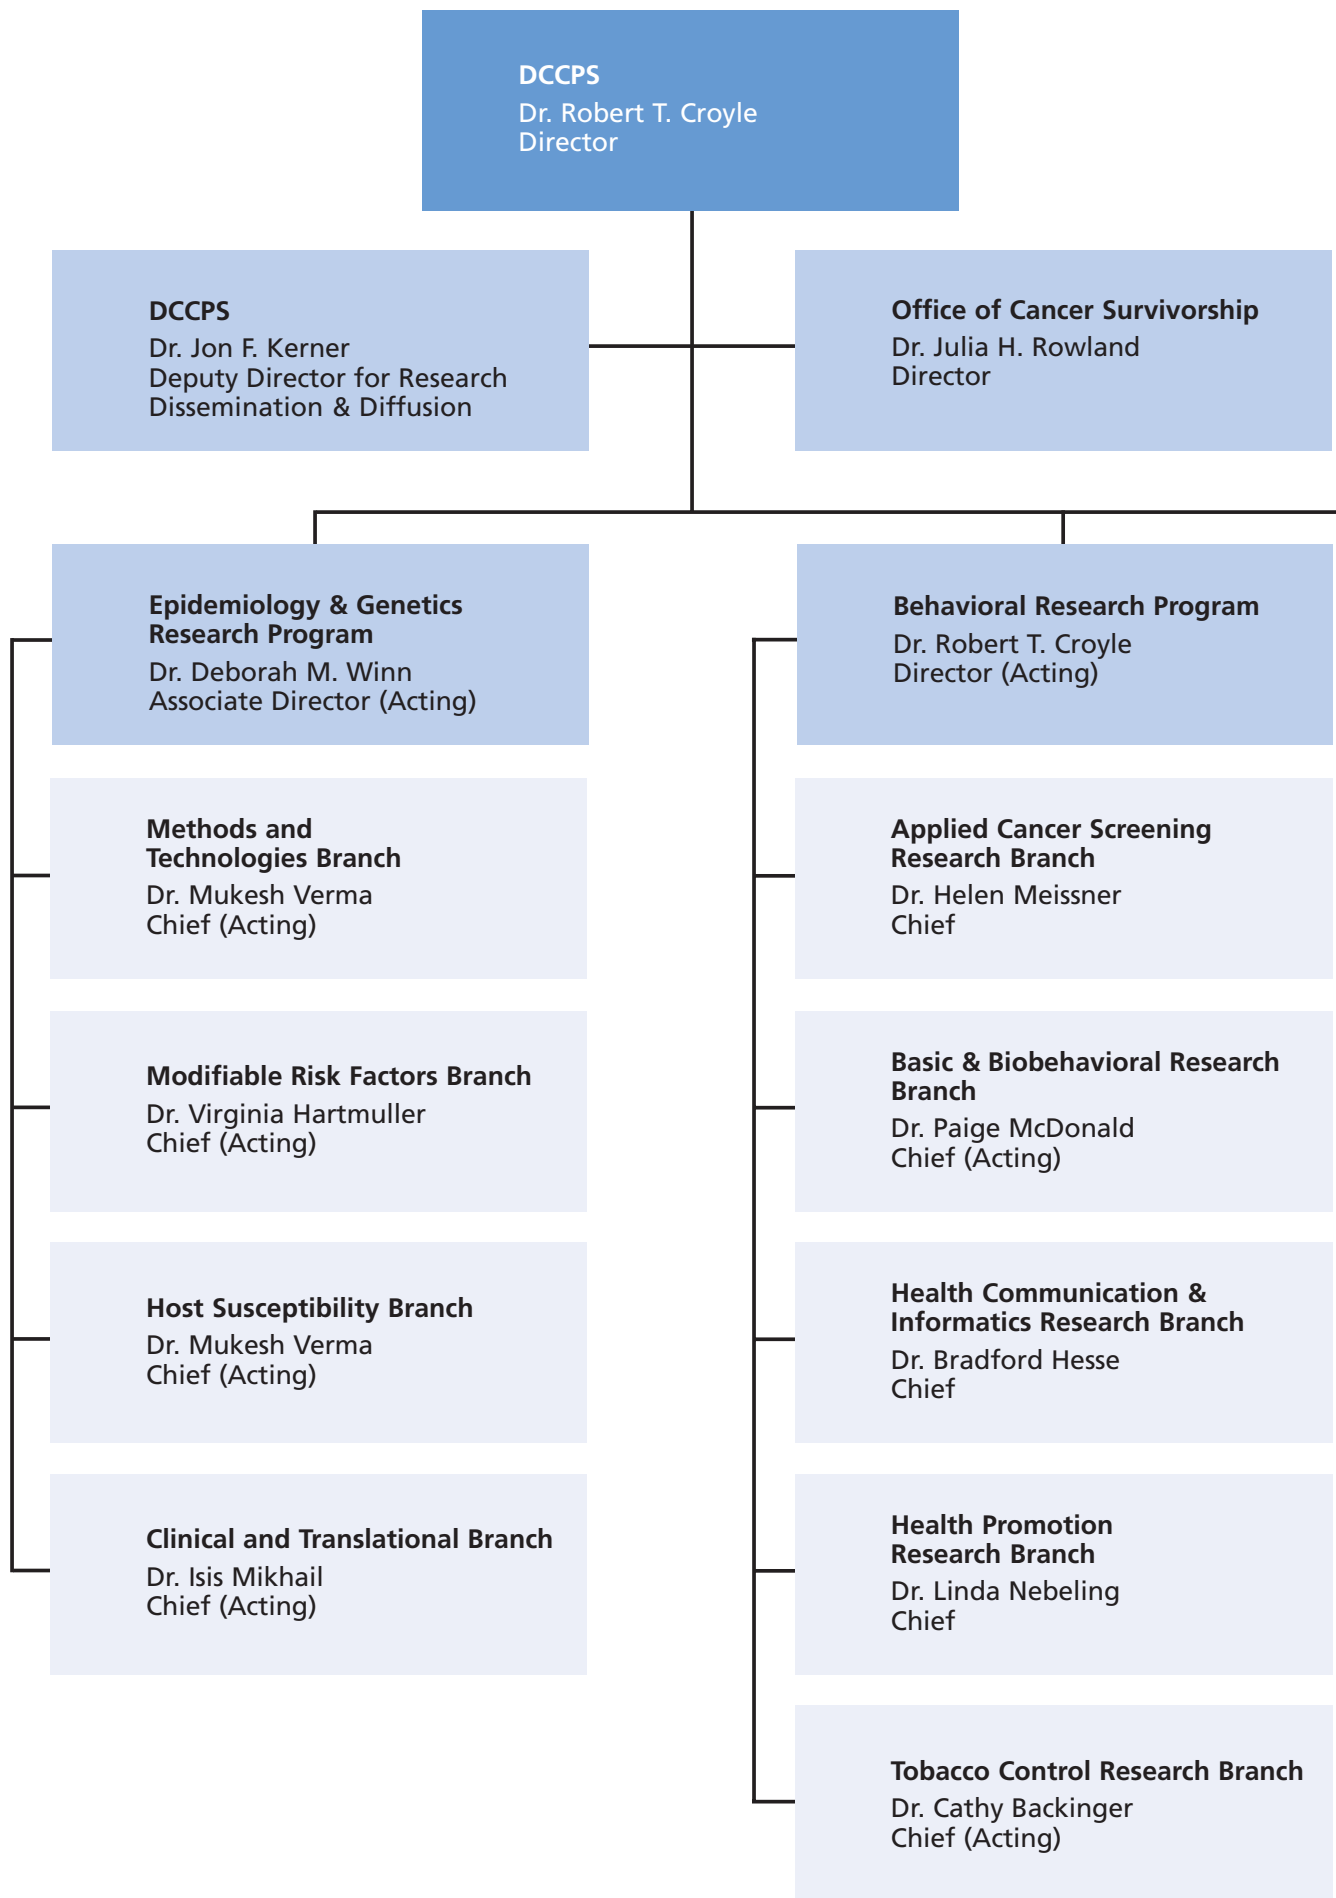 DCCPS
Dr. Robert T. Croyle
Director
DCCPS
Dr. Jon F. Kerner
Deputy Director for Research
Dissemination & Diffusion
Office of Cancer Survivorship
Dr. Julia H. Rowland
Director
Epidemiology & Genetics
Research Program
Dr. Deborah M. Winn
Associate Director (Acting)
Methods and
Technologies Branch
Dr. Mukesh Verma
Chief (Acting)
Modifiable Risk Factors Branch
Dr. Virginia Hartmuller
Chief (Acting)
Host Susceptibility Branch
Dr. Mukesh Verma
Chief (Acting)
Clinical and Translational Branch
Dr. Isis Mikhail
Chief (Acting)
Behavioral Research Program
Dr. Robert T. Croyle
Director (Acting)
Applied Cancer Screening
Research Branch
Dr. Helen Meissner
Chief
Basic & Biobehavioral Research
Branch
Dr. Paige McDonald
Chief (Acting)
Health Communication &
Informatics Research Branch
Dr. Bradford Hesse
Chief
Health Promotion
Research Branch
Dr. Linda Nebeling
Chief
Tobacco Control Research Branch
Dr. Cathy Backinger
Chief (Acting)